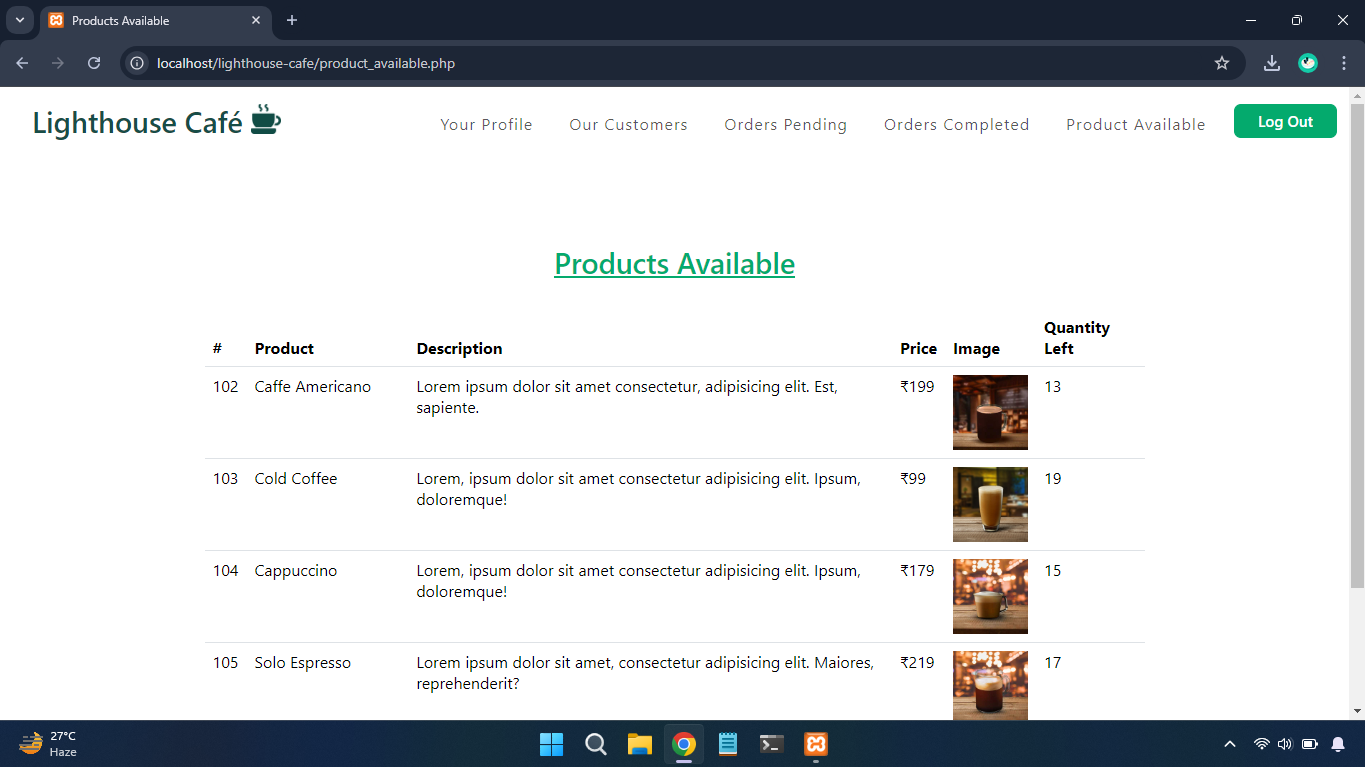 Products Available
localhost/lighthouse-cafe/product_available.php
Lighthouse Café
Your Profile
Our Customers
Orders Pending
Orders Completed
Product Available
Log Out
Products Available
# Product Description Price Image Quantity
Left
102 Caffe Americano Lorem ipsum dolor sit amet consectetur, adipisicing elit. Est, ₹199 13
sapiente.
103 Cold Coffee Lorem, ipsum dolor sit amet consectetur adipisicing elit. Ipsum, ₹99 19
doloremque!
104 Cappuccino Lorem, ipsum dolor sit amet consectetur adipisicing elit. Ipsum, ₹179 15
doloremque!
105 Solo Espresso Lorem ipsum dolor sit amet, consectetur adipisicing elit. Maiores, ₹219 17
reprehenderit?
27°C
Haze